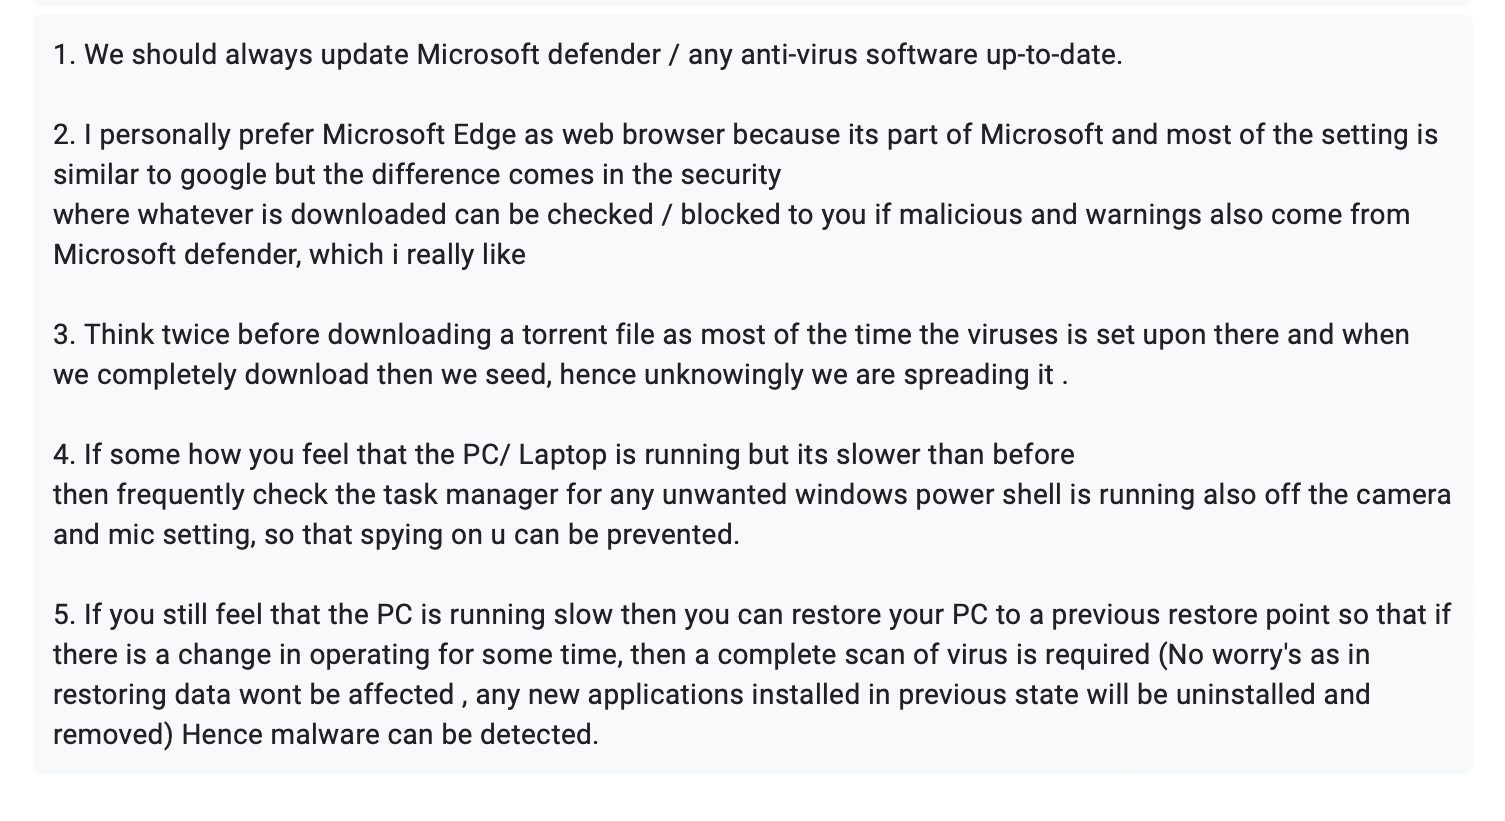 1. We should always update Microsoft defender / any anti-virus software up-to-date.
2. I personally prefer Microsoft Edge as web browser because its part of Microsoft and most of the setting is
similar to google but the difference comes in the security
where whatever is downloaded can be checked / blocked to you if malicious and warnings also come from
Microsoft defender, which i really like
3. Think twice before downloading a torrent file as most of the time the viruses is set upon there and when
we completely download then we seed, hence unknowingly we are spreading it .
4. If some how you feel that the PC/ Laptop is running but its slower than before
then frequently check the task manager for any unwanted windows power shell is running also off the camera
and mic setting, so that spying on u can be prevented.
5. If you still feel that the PC is running slow then you can restore your PC to a previous restore point so that if
there is a change in operating for some time, then a complete scan of virus is required (No worry's as in
restoring data wont be affected , any new applications installed in previous state will be uninstalled and
removed) Hence malware can be detected.